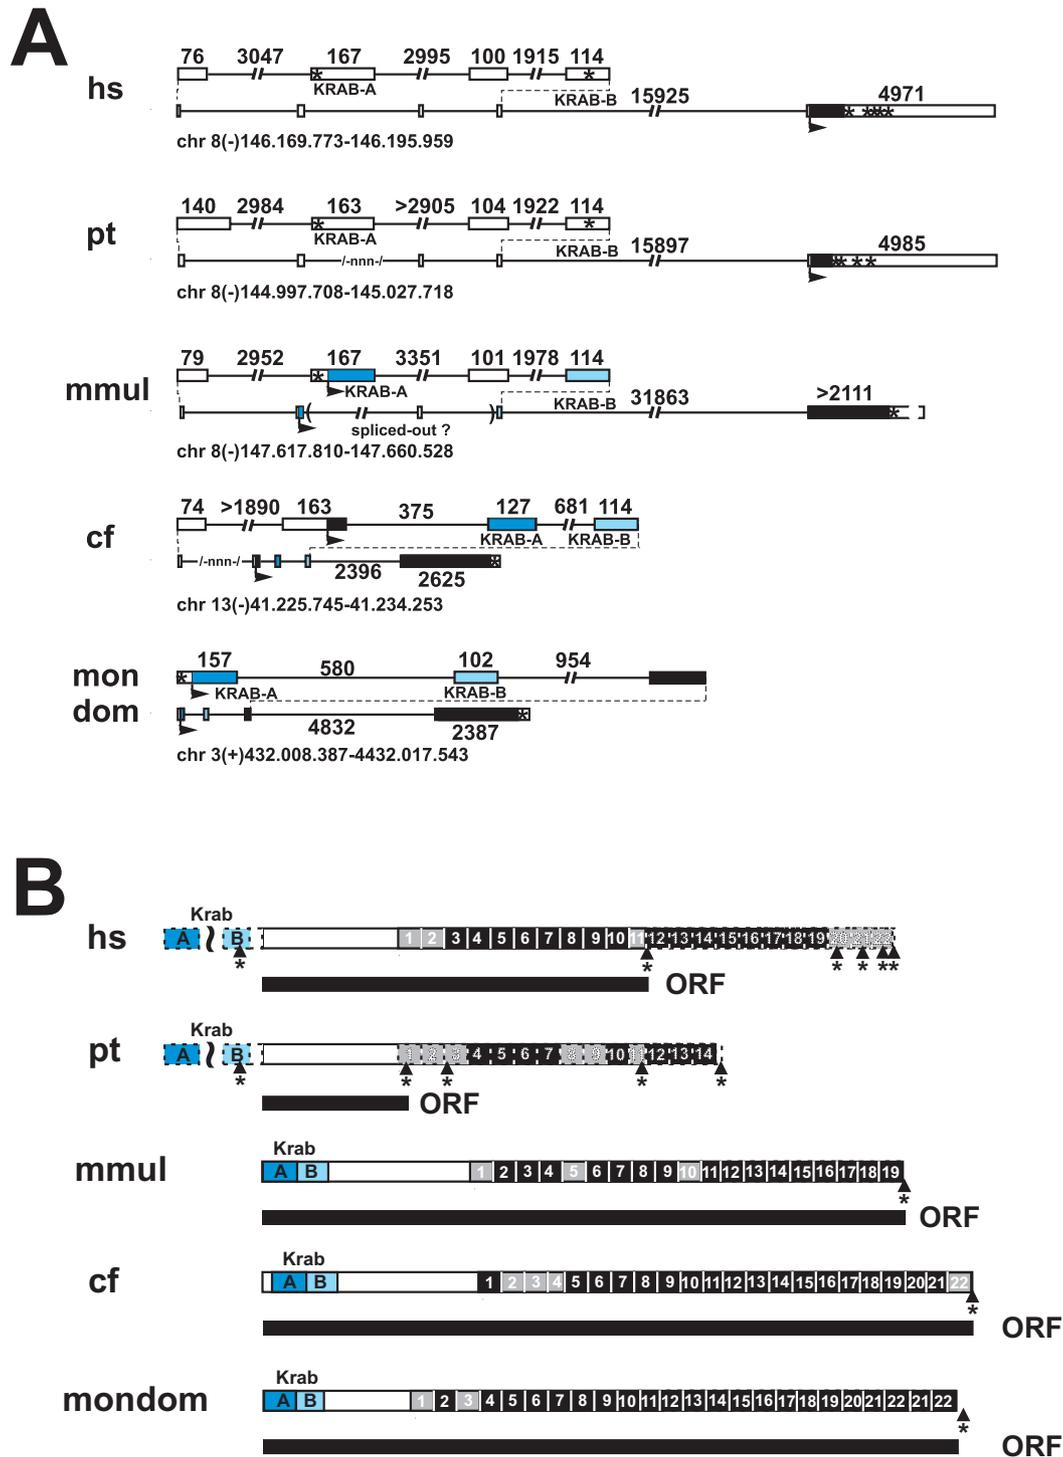 A
76 3047 167 2995 100 1915 114
hs
* *
KRAB-A
KRAB-B 15925 4971
* ****
chr 8(-)146.169.773-146.195.959
140 2984 163 >2905 104 1922 114
pt
* *
KRAB-A
KRAB-B 15897 4985
/-nnn-/ ** * *
chr 8(-)144.997.708-145.027.718
79 2952 167 3351 101 1978 114
mmul
*
KRAB-A
KRAB-B 31863 >2111
( ) *
spliced-out ?
chr 8(-)147.617.810-147.660.528
74 >1890 163 375 127 681 114
cf
KRAB-A KRAB-B
/-nnn-/ 2396 2625 *
chr 13(-)41.225.745-41.234.253
mon
157 580 102 954
*
KRAB-A KRAB-B
dom
4832 2387 *
chr 3(+)432.008.387-4432.017.543
B
Krab
hs
A B 1 2 3 4 5 6 7 8 9 10 11 12 13 14 15 16 17 18 19 20 21 22
* * * * **
ORF
Krab
pt
A B 1 2 3 4 5 6 7 8 9 10 11 12 13 14
* * * * *
ORF
Krab
mmul
A B 1 2 3 4 5 6 7 8 9 10 11 12 13 14 15 16 17 18 19
*
ORF
Krab
cf
A B 1 2 3 4 5 6 7 8 9 10 11 12 13 14 15 16 17 18 19 20 21 22
*
ORF
Krab
mondom
A B 1 2 3 4 5 6 7 8 9 10 11 12 13 14 15 16 17 18 19 20 21 22 21 22
*
ORF